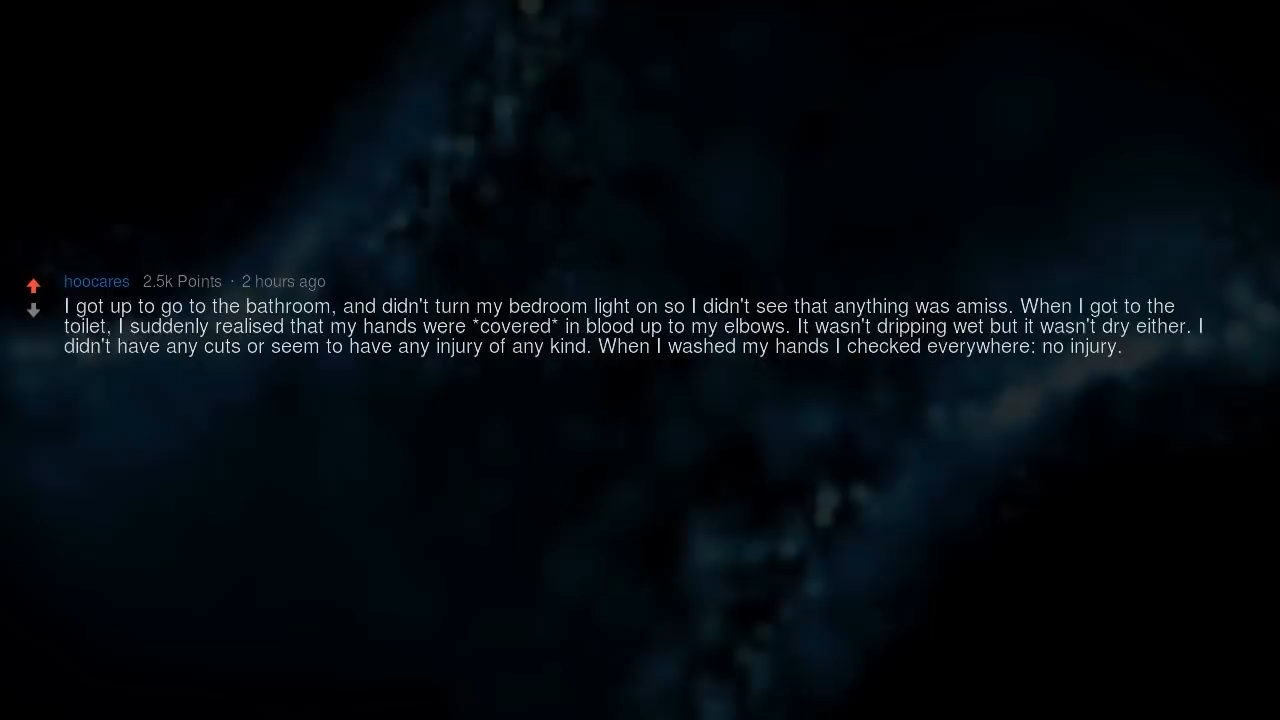 hoocares 2.5k Points · 2 hours ago
I got up to go to the bathroom, and didn't turn my bedroom light on so I didn't see that anything was amiss. When I got to the
toilet, I suddenly realised that my hands were *covered* in blood up to my elbows. It wasn't dripping wet but it wasn't dry either. I
didn't have any cuts or seem to have any injury of any kind. When I washed my hands I checked everywhere: no injury.